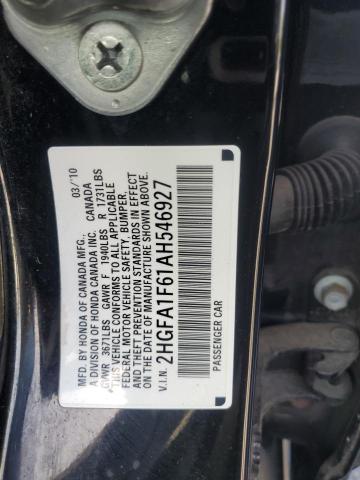 MFD. BY HONDA OF CANADA MFG., 03/'10
A DIVISION OF HONDA CANADA INC. CANADA
GVWR 3671LBS GAWR F 1940LBS R 1731LBS
"THIS VEHICLE CONFORMS TO ALL APPLICABLE
FEDERAL MOTOR VEHICLE SAFETY, BUMPER,
AND THEFT PREVENTION STANDARDS IN EFFECT
ON THE DATE OF MANUFACTURE SHOWN ABOVE.
V.I.N. 2HGFA1F61AH546927
PASSENGER CAR